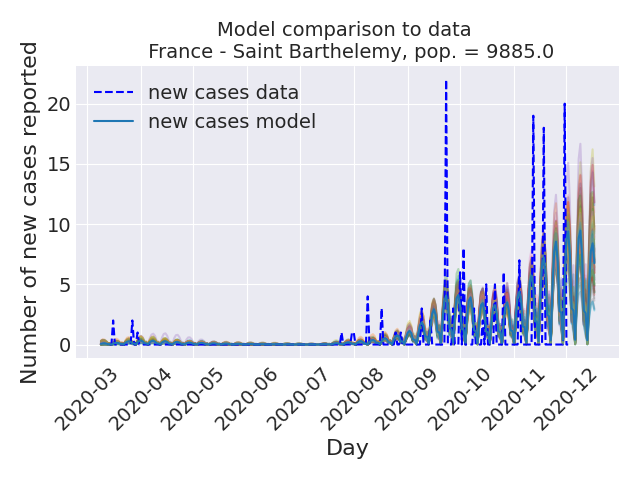 Model comparison to data
France - Saint Barthelemy, pop. = 9885.0
Number of new cases reported
20
15
10
5
0
new cases data
new cases model
2020-03
2020-04
2020-05
2020-06
2020-07
2020-08
2020-09
2020-10
2020-11
2020-12
Day